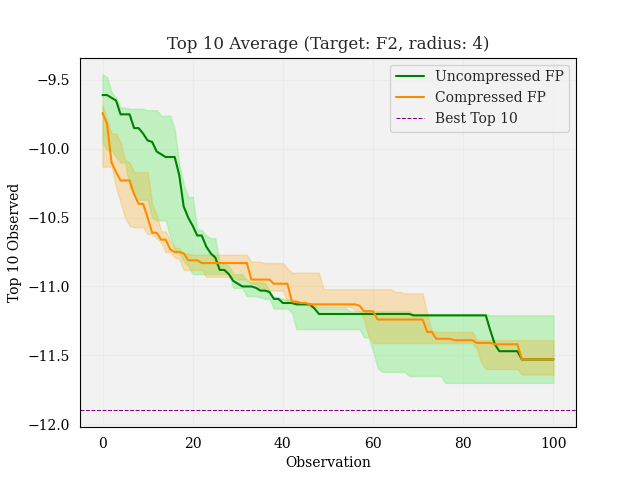 Top 10 Average (Target: F2, radius: 4)
Uncompressed FP
Compressed FP
Best Top 10
Top 10 Observed
−9.5
−10.0
−10.5
−11.0
−11.5
−12.0
0 20 40 60 80 100
Observation